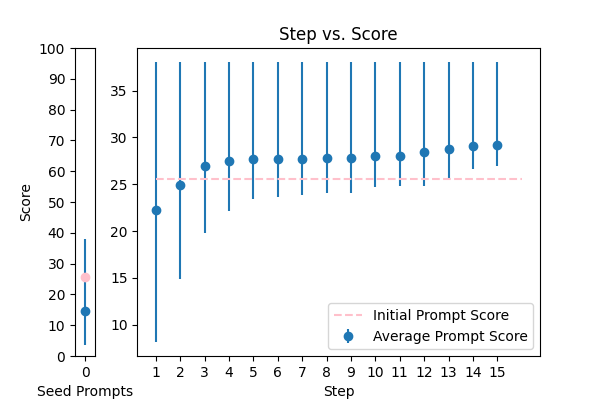 Step vs. Score
Score
100
90
80
70
60
50
40
30
20
10
0
0
Seed Prompts
35
30
25
20
15
10
1 2 3 4 5 6 7 8 9 10 11 12 13 14 15
Step
Initial Prompt Score
Average Prompt Score